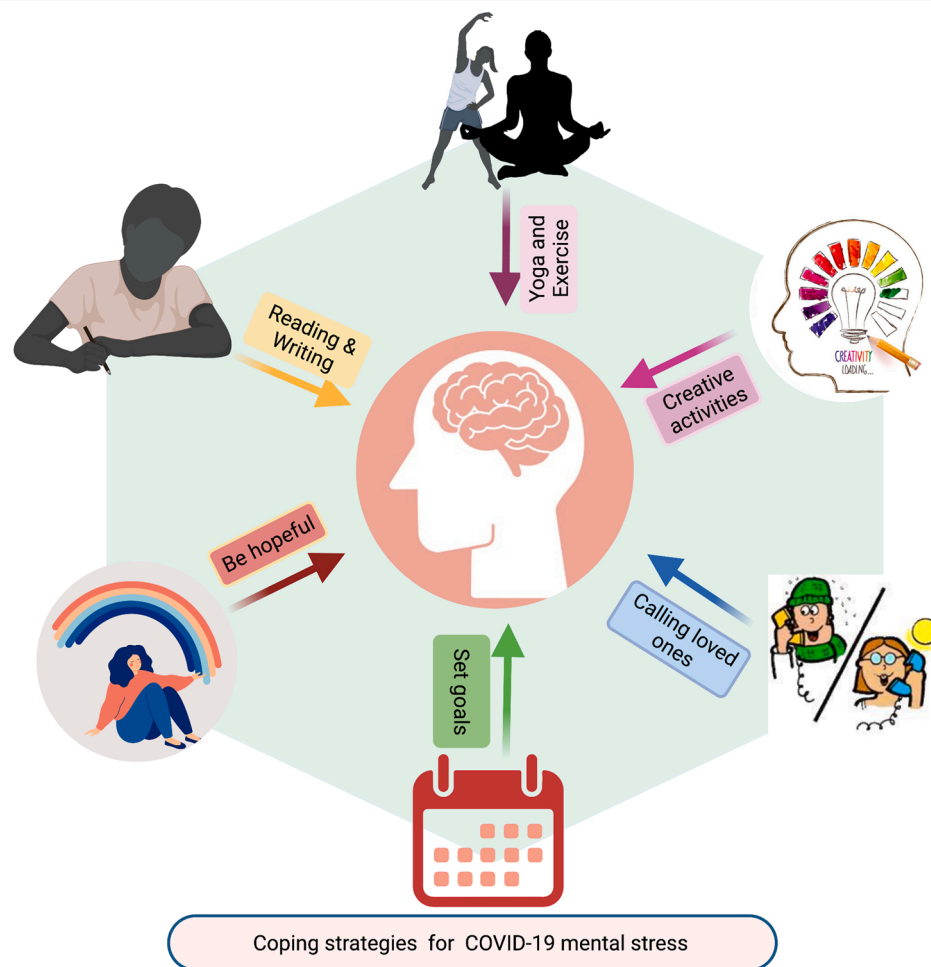 Yoga and
Exercise
Reading &
Writing
CREATIVITY
LOADING...
Creative
activities
Be hopeful
Calling loved
ones
Set goals
Coping strategies for COVID-19 mental stress